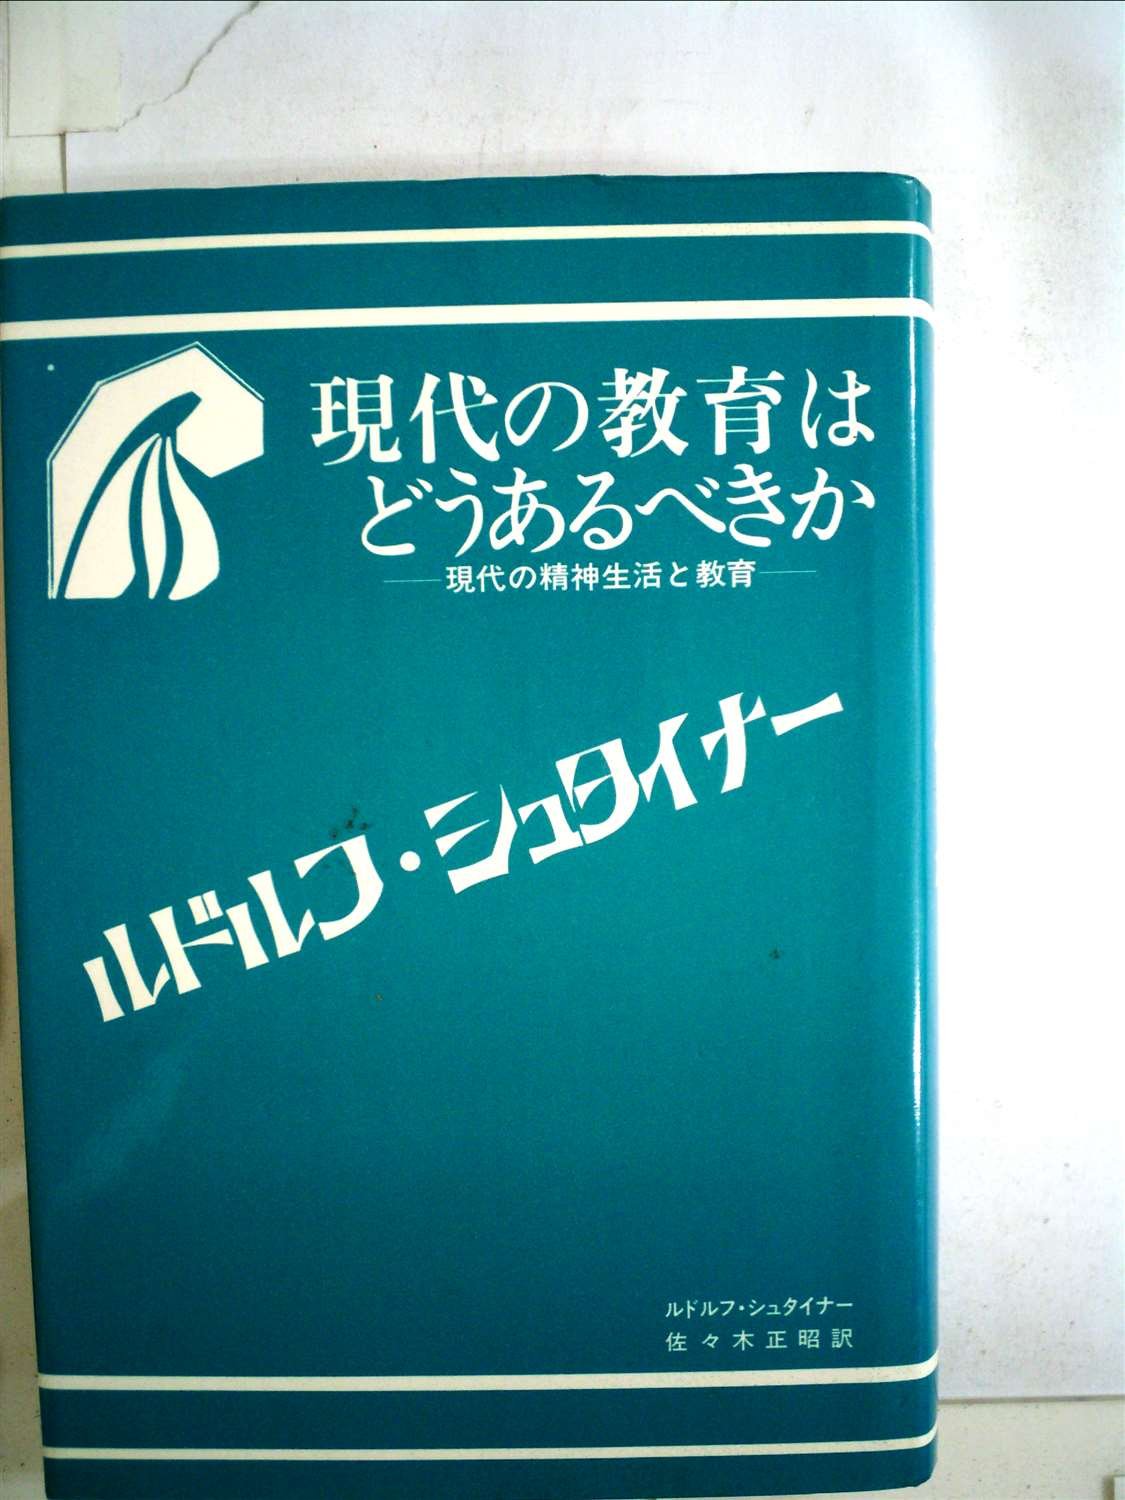 現代の教育は
どうあるべきか
―現代の精神生活と教育―
ルドルフ・シュタイナー
ルドルフ・シュタイナー
佐々木正昭訳